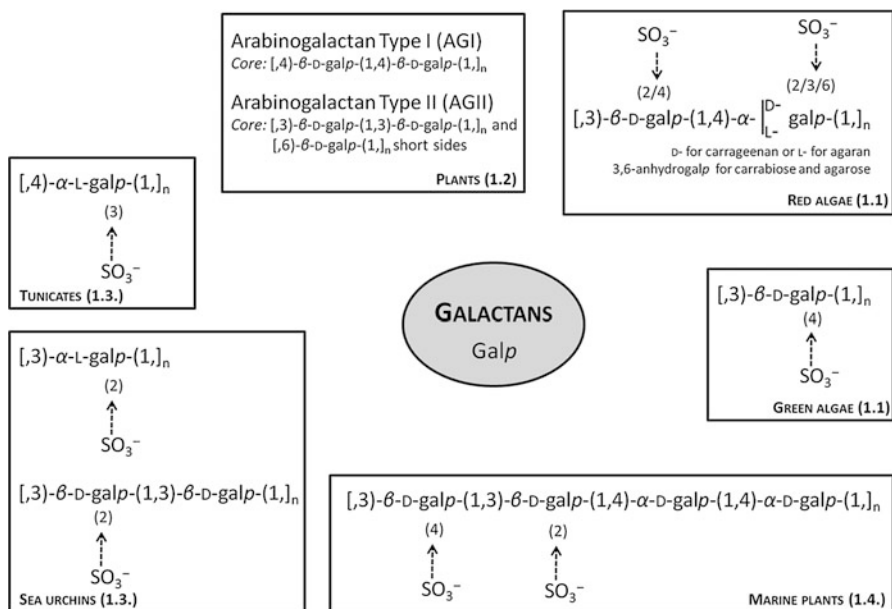 Arabinogalactan Type I (AGI)
Core: [,4)-β-D-galp-(1,4)-β-D-galp-(1,]n
Arabinogalactan Type II (AGII)
Core: [,3)-β-D-galp-(1,3)-β-D-galp-(1,]n and
[,6)-β-D-galp-(1,]n short sides
PLANTS (1.2)
SO3− SO3−
(2/4) (2/3/6)
[,3)-β-D-galp-(1,4)-α- D- L- galp-(1,]n
D- for carrageenan or L- for agaran
3,6-anhydrogalp for carrabiose and agarose
RED ALGAE (1.1)
[,4)-α-L-galp-(1,]n
(3)
SO3−
TUNICATES (1.3.)
GALACTANS
Galp
[,3)-β-D-galp-(1,]n
(4)
SO3−
GREEN ALGAE (1.1)
[,3)-α-L-galp-(1,]n
(2)
SO3−
[,3)-β-D-galp-(1,3)-β-D-galp-(1,]n
(2)
SO3−
SEA URCHINS (1.3.)
[,3)-β-D-galp-(1,3)-β-D-galp-(1,4)-α-D-galp-(1,4)-α-D-galp-(1,]n
(4) (2)
SO3− SO3−
MARINE PLANTS (1.4.)